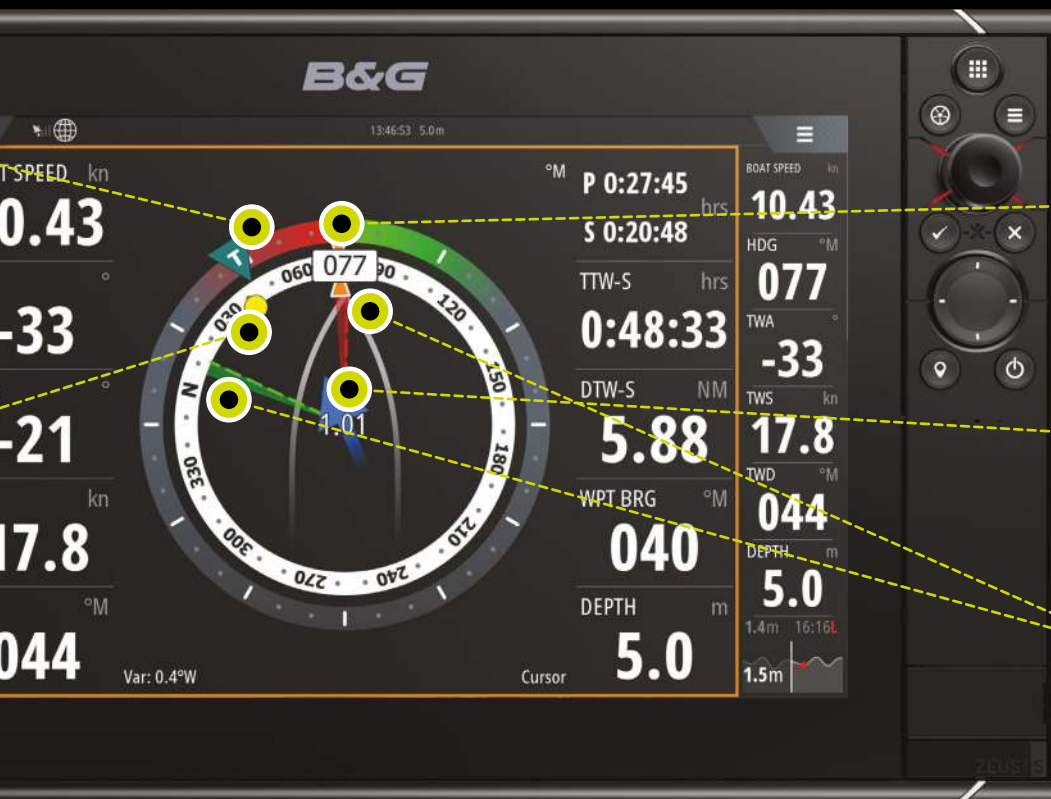 B&G
13:46:53 5.0m
T SPEED kn
0.43
°
-33
°
-21
kn
17.8
°M
044
Var: 0.4°W
T
077
060
90
120
150
180
210
240
270
300
330
N
030
1.01
Cursor
°M
P 0:27:45
hrs
S 0:20:48
TTW-S hrs
0:48:33
DTW-S NM
5.88
WPT BRG °M
040
DEPTH m
5.0
BOAT SPEED kn
10.43
HDG °M
077
TWA °
-33
TWS kn
17.8
TWD °M
044
DEPTH m
5.0
1.4m 16:16L
1.5m
ZEUS³S